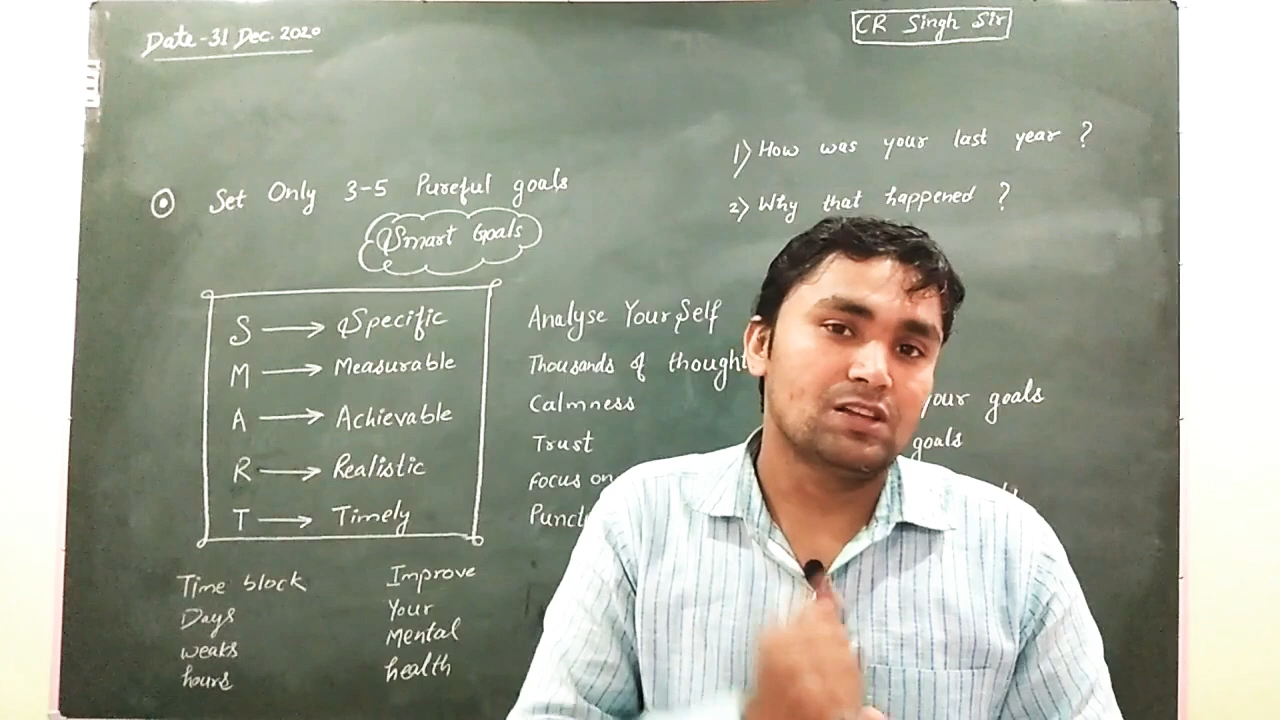 Date-31 Dec. 2020
CR Singh Sir
1) How was your last year ?
2) Why that happened ?
Set Only 3-5 Pureful goals
Smart Goals
S → Specific
M → Measurable
A → Achievable
R → Realistic
T → Timely
Analyse YourSelf
Thousands of thought
Calmness
your goals
Trust
goals
Focus on
Time block
Days
weaks
hours
Improve
Your
Mental
health